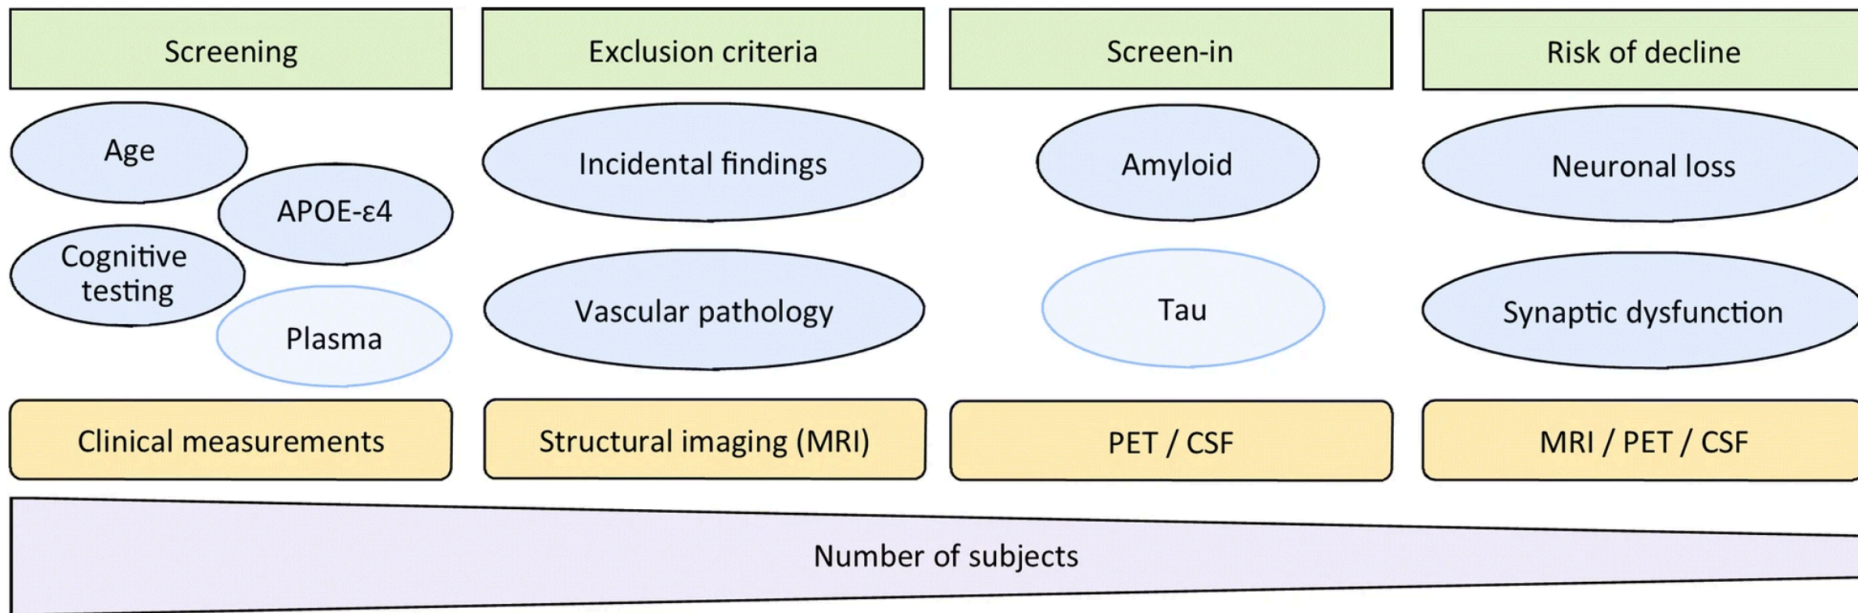 Screening
Exclusion criteria
Screen-in
Risk of decline
Age
APOE-ε4
Cognitive
testing
Plasma
Incidental findings
Vascular pathology
Amyloid
Tau
Neuronal loss
Synaptic dysfunction
Clinical measurements
Structural imaging (MRI)
PET / CSF
MRI / PET / CSF
Number of subjects